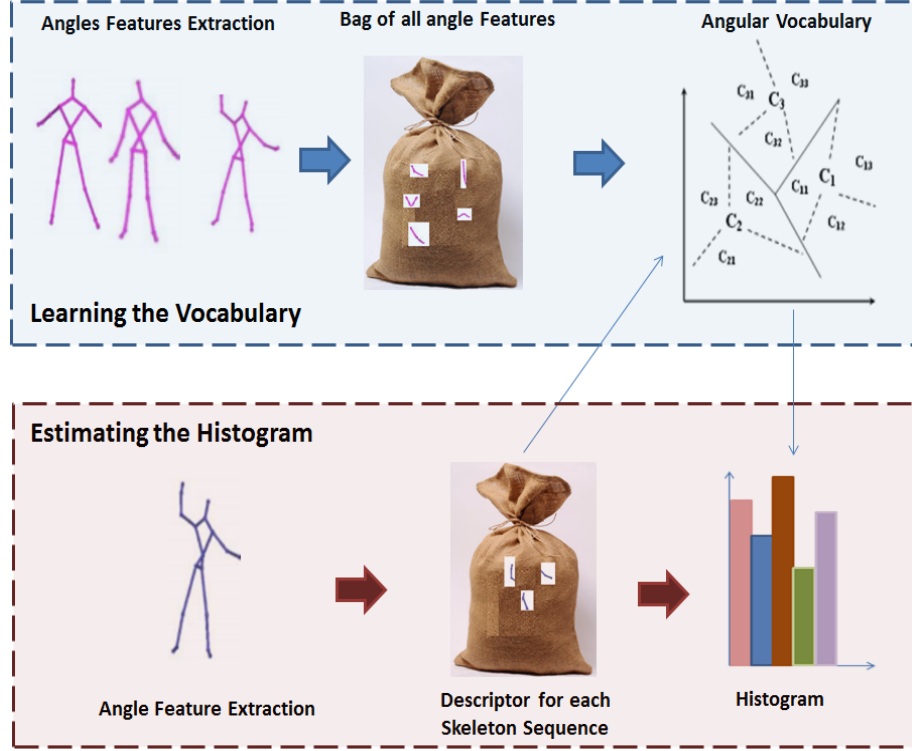 Angles Features Extraction
Bag of all angle Features
Angular Vocabulary
C31
C33
C3
C32
C13
C11
C1
C23
C22
C12
C2
C21
Learning the Vocabulary
Estimating the Histogram
Angle Feature Extraction
Descriptor for each
Skeleton Sequence
Histogram